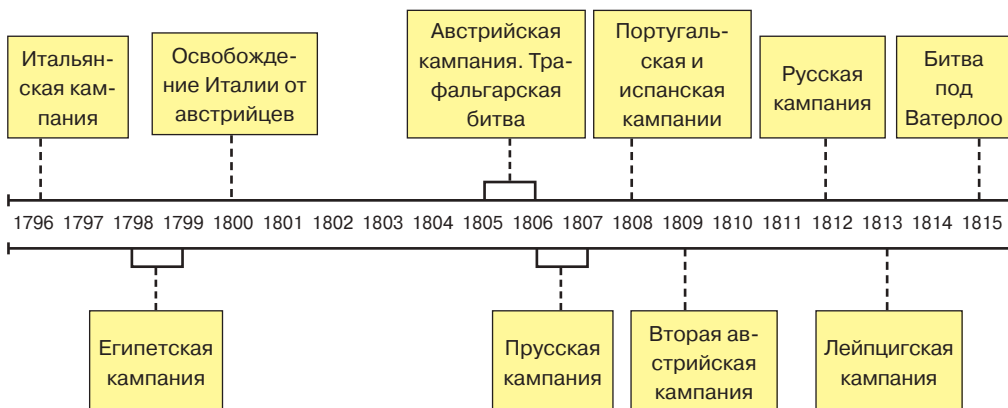 Итальян-
ская кам-
пания
Освобожде-
ние Италии от
австрийцев
Австрийская
кампания. Тра-
фальгарская
битва
Португаль-
ская и
испанская
кампании
Русская
кампания
Битва
под
Ватерлоо
1796 1797 1798 1799 1800 1801 1802 1803 1804 1805 1806 1807 1808 1809 1810 1811 1812 1813 1814 1815
Египетская
кампания
Прусская
кампания
Вторая ав-
стрийская
кампания
Лейпцигская
кампания